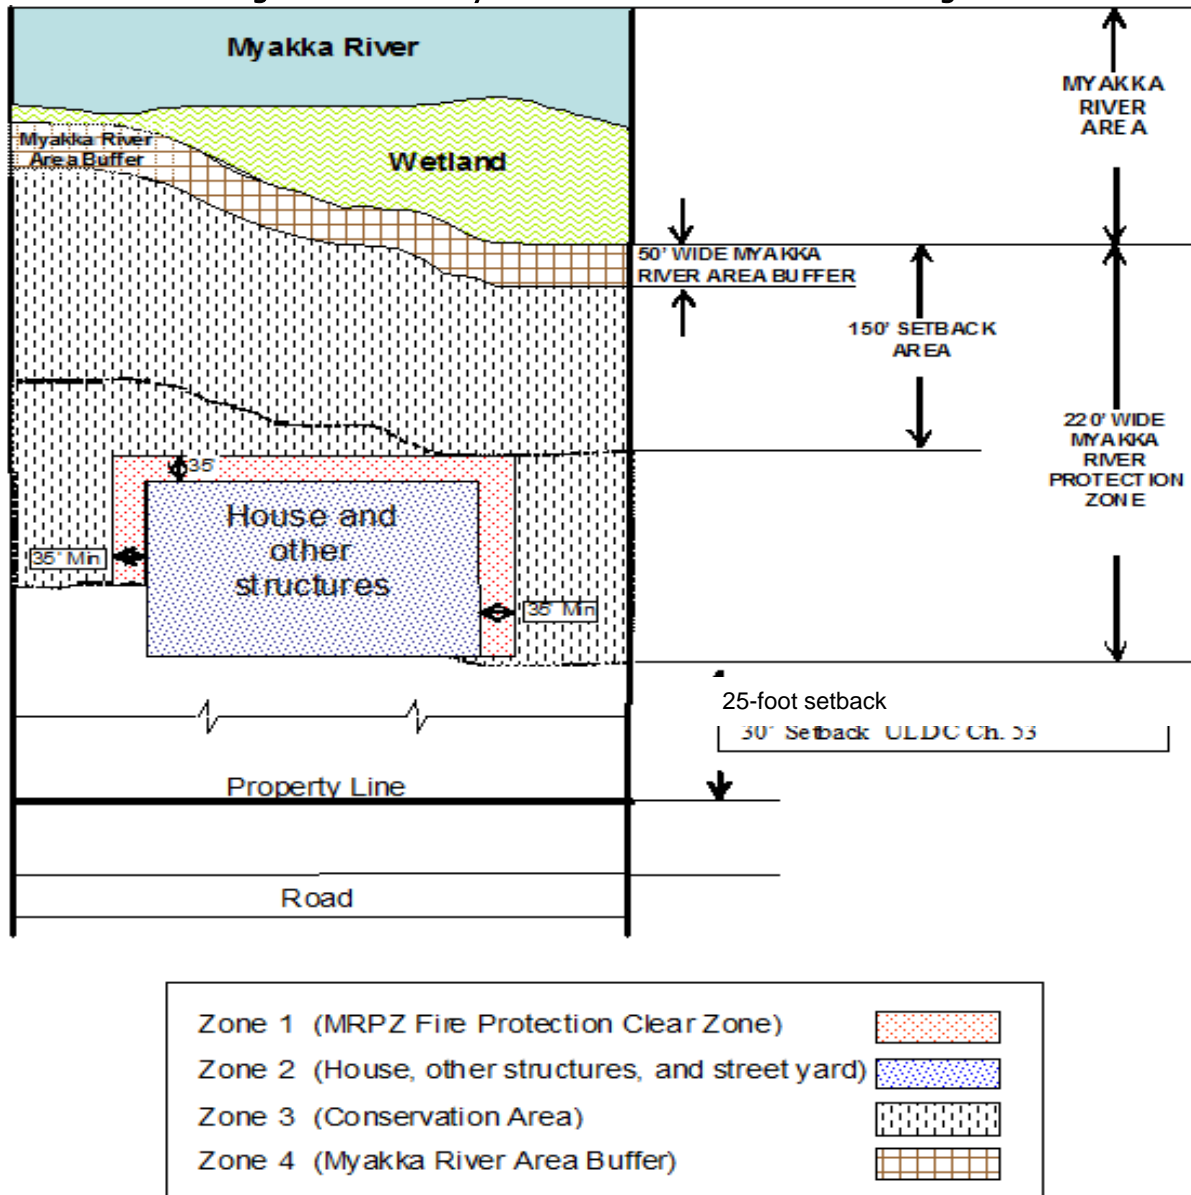 Myakka River
MYAKKA
RIVER
AREA
Myakka River
Area Buffer
Wetland
50' WIDE MYAKKA
RIVER AREA BUFFER
150' SETBACK
AREA
220' WIDE
MYAKKA
RIVER
PROTECTION
ZONE
35'
House and
other
structures
35' Min
35' Min
25-foot setback
30' Setback ULDC Ch. 53
Property Line
Road
Zone 1 (MRPZ Fire Protection Clear Zone)
Zone 2 (House, other structures, and street yard)
Zone 3 (Conservation Area)
Zone 4 (Myakka River Area Buffer)